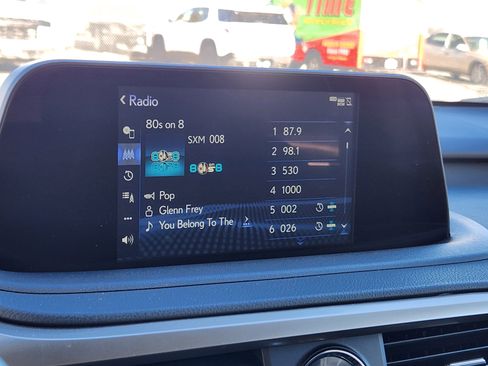 Time
Radio
80s on 8
SXM 008
Pop
Glenn Frey
You Belong To The
1 87.9
2 98.1
3 530
4 1000
5 002
6 026